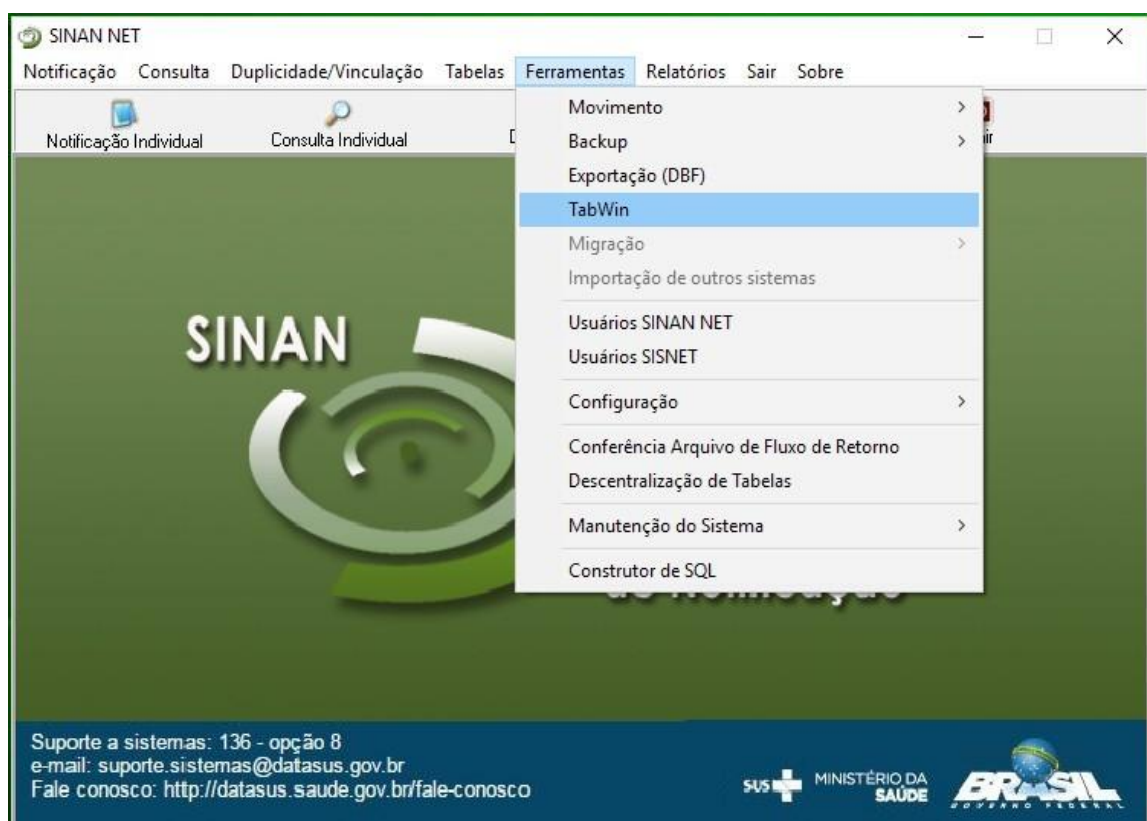 SINAN NET
Notificação Consulta Duplicidade/Vinculação Tabelas Ferramentas Relatórios Sair Sobre
Notificação Individual Consulta Individual
Movimento
Backup
Exportação (DBF)
TabWin
Migração
Importação de outros sistemas
Usuários SINAN NET
Usuários SISNET
Configuração
Conferência Arquivo de Fluxo de Retorno
Descentralização de Tabelas
Manutenção do Sistema
Construtor de SQL
SINAN
Suporte a sistemas: 136 - opção 8
e-mail: suporte.sistemas@datasus.gov.br
Fale conosco: http://datasus.saude.gov.br/fale-conosco
SUS MINISTÉRIO DA
SAÚDE
BRASIL
GOVERNO FEDERAL